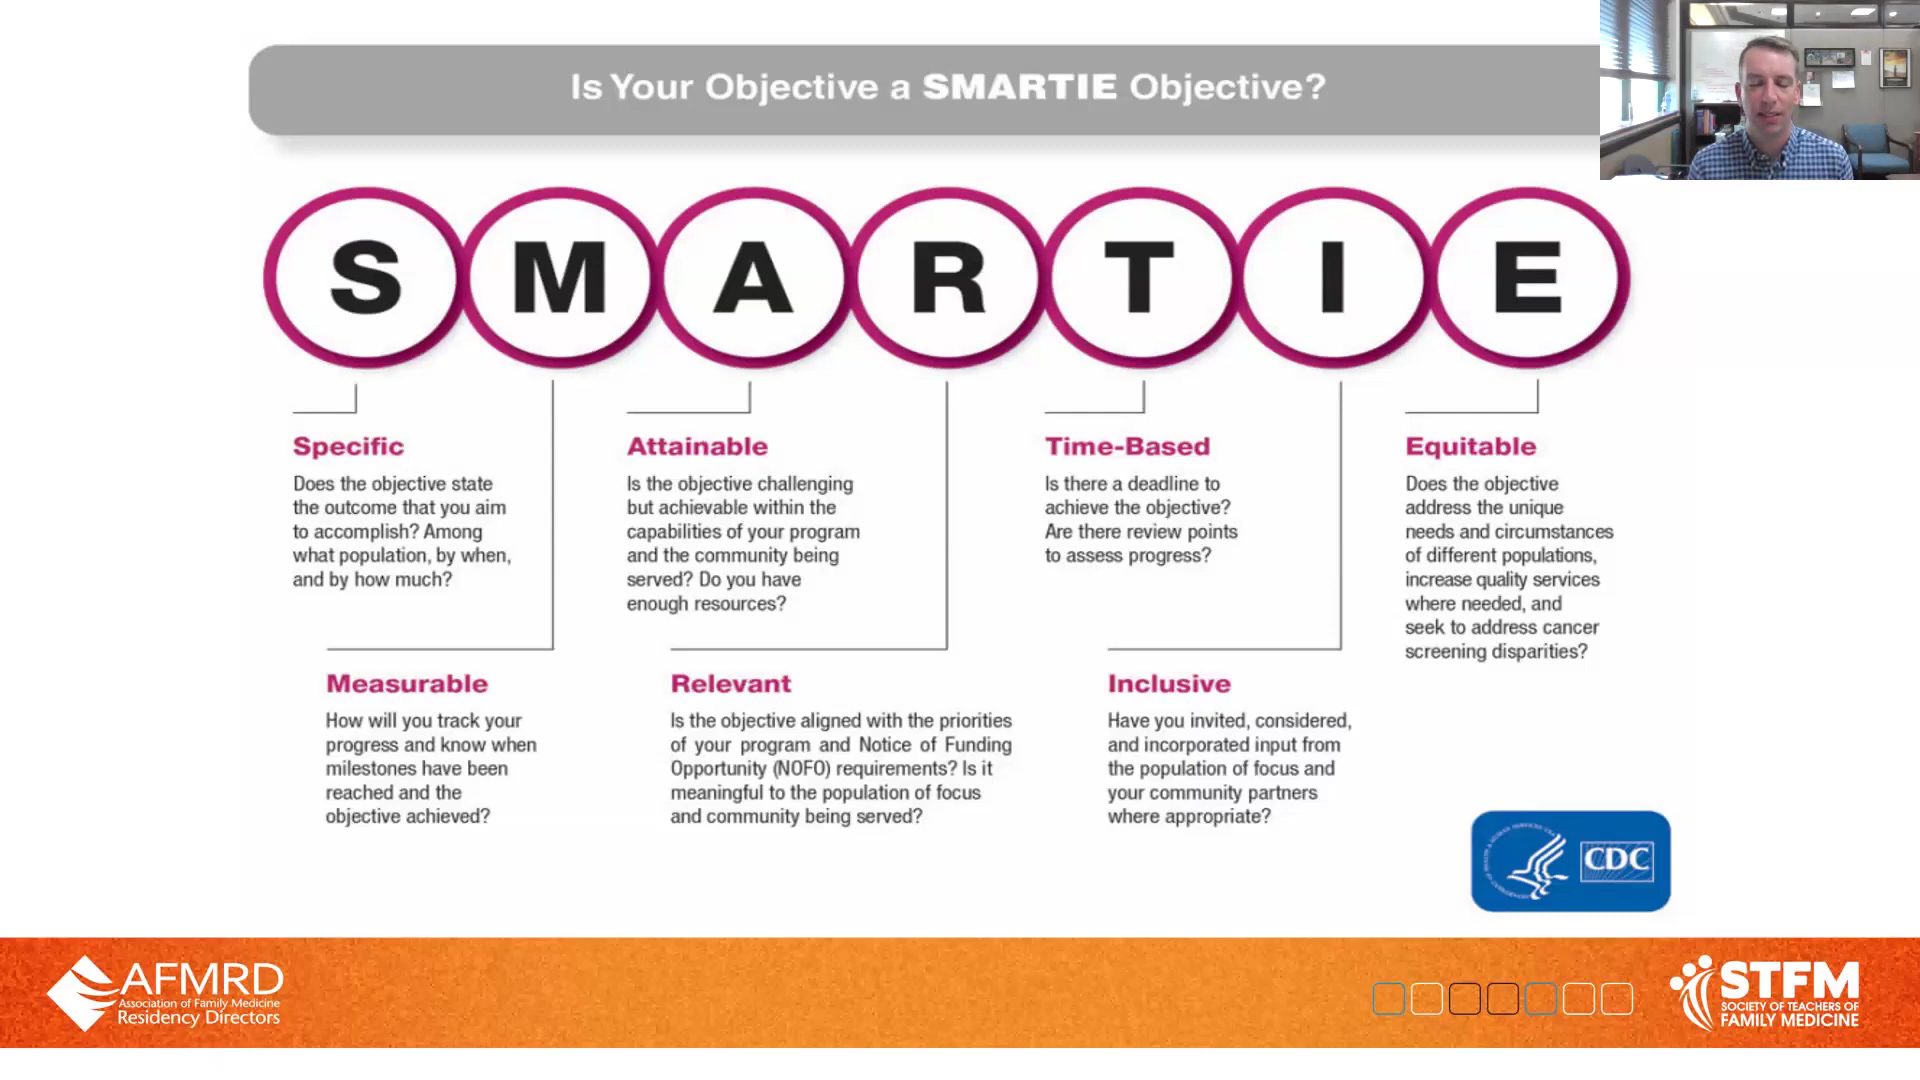 Is Your Objective a SMARTIE Objective?
S M A R T I E
Specific
Does the objective state
the outcome that you aim
to accomplish? Among
what population, by when,
and by how much?
Measurable
How will you track your
progress and know when
milestones have been
reached and the
objective achieved?
Attainable
Is the objective challenging
but achievable within the
capabilities of your program
and the community being
served? Do you have
enough resources?
Relevant
Is the objective aligned with the priorities
of your program and Notice of Funding
Opportunity (NOFO) requirements? Is it
meaningful to the population of focus
and community being served?
Time-Based
Is there a deadline to
achieve the objective?
Are there review points
to assess progress?
Inclusive
Have you invited, considered,
and incorporated input from
the population of focus and
your community partners
where appropriate?
Equitable
Does the objective
address the unique
needs and circumstances
of different populations,
increase quality services
where needed, and
seek to address cancer
screening disparities?
CDC
AFMRD
Association of Family Medicine
Residency Directors
STFM
SOCIETY OF TEACHERS OF
FAMILY MEDICINE